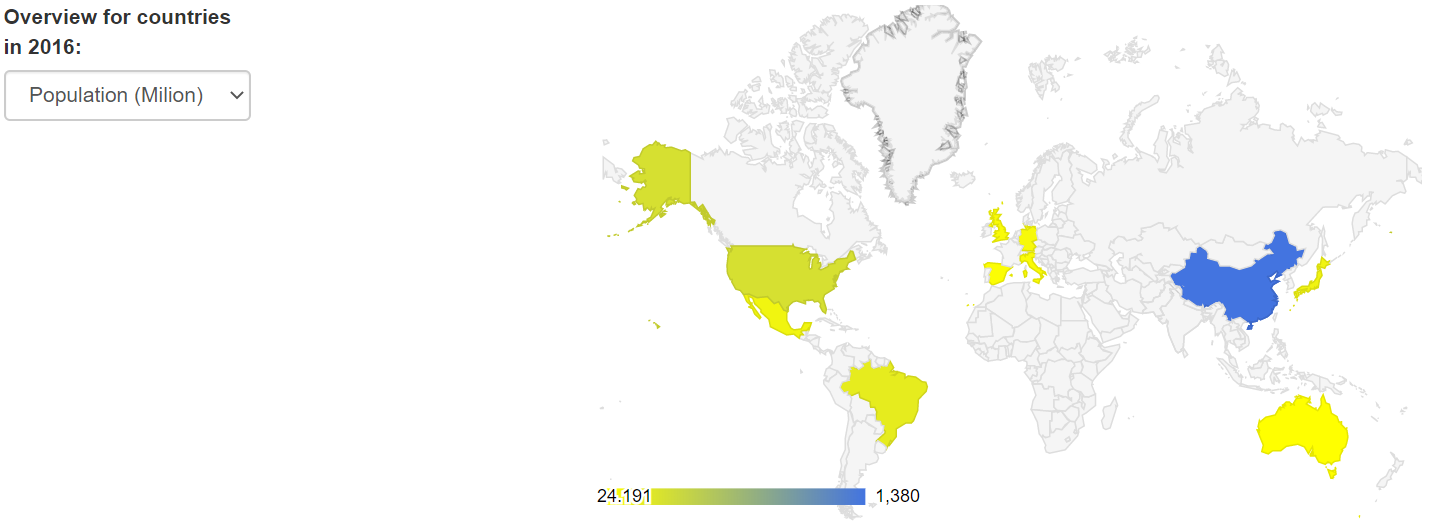 Overview for countries
in 2016:
Population (Milion)
24.191 1,380